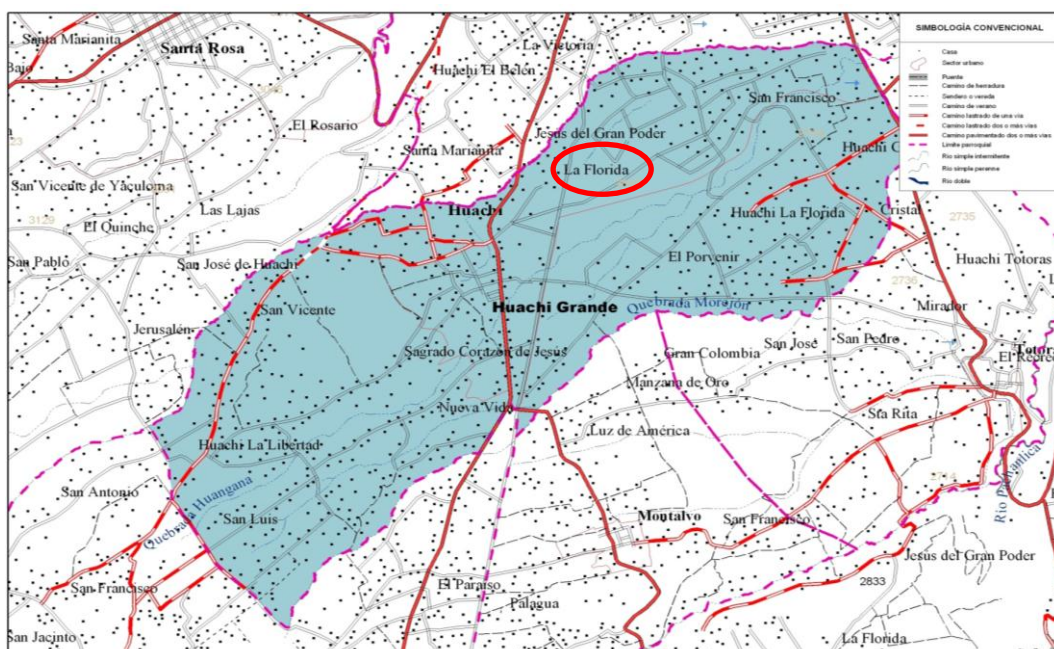 Santa Marianita
Santa Rosa
La Victoria
Bajo
Huachi El Belén
San Francisco
El Rosario
Jesus del Gran Poder
Santa Marianita
La Florida
San Vicente de Yaculoma
Las Lajas
Huachi
Huachi La Florida
Cristal
2735
3129
El Quinche
San Pablo
San José de Huachi
El Porvenir
Huachi Totoras
2736
San Vicente
Huachi Grande
Quebrada Morejón
Mirador
Jerusalén
Sagrado Corazón de Jesús
Gran Colombia
San José
San Pedro
Manzana de Oro
Nueva Vida
Sta Rita
Luz de América
Huachi La Libertad
San Antonio
Quebrada Huangana
San Luis
Montalvo
San Francisco
Jesus del Gran Poder
San Francisco
El Paraiso
2833
Palagua
San Jacinto
La Florida
SIMBOLOGÍA CONVENCIONAL
Casa
Sector urbano
Puente
Camino de herradura
Sendero o vereda
Camino de verano
Camino lastrado de una vía
Camino lastrado dos o más vías
Camino pavimentado dos o más vías
Límite parroquial
Río simple intermitente
Río simple perenne
Río doble